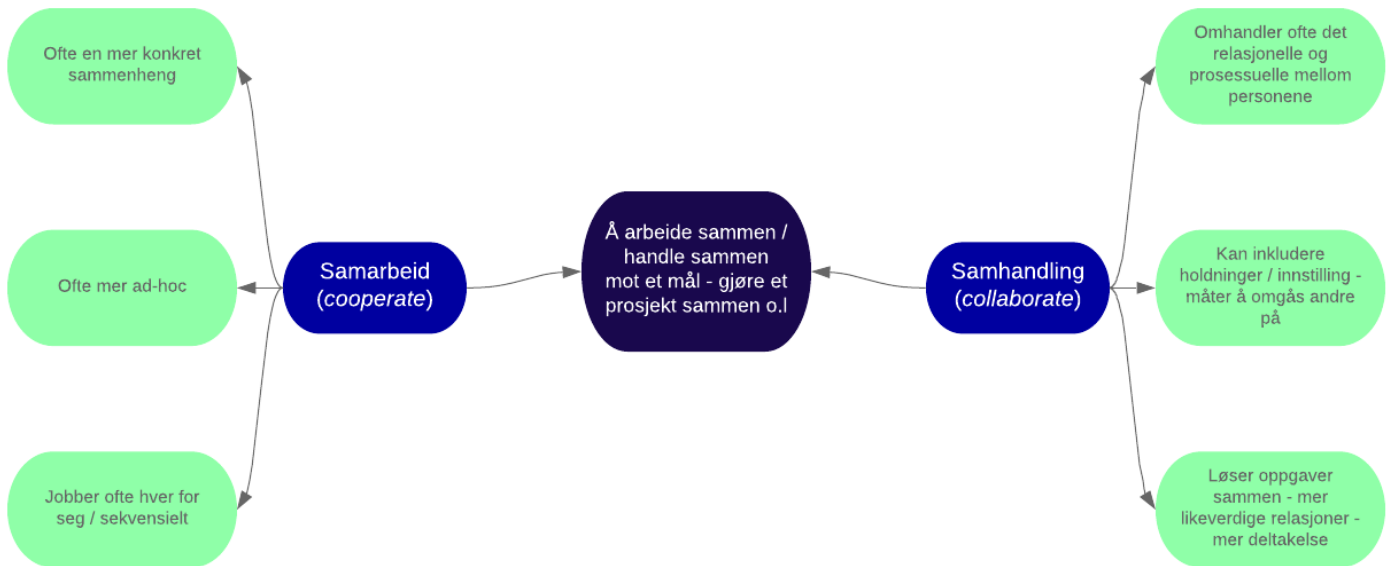 Ofte en mer konkret
sammenheng
Ofte mer ad-hoc
Jobber ofte hver for
seg / sekvensielt
Samarbeid
(cooperate)
Å arbeide sammen /
handle sammen
mot et mål - gjøre et
prosjekt sammen o.l
Samhandling
(collaborate)
Omhandler ofte det
relasjonelle og
prosessuelle mellom
personene
Kan inkludere
holdninger / innstilling -
måter å omgås andre
på
Løser oppgaver
sammen - mer
likeverdige relasjoner -
mer deltakelse